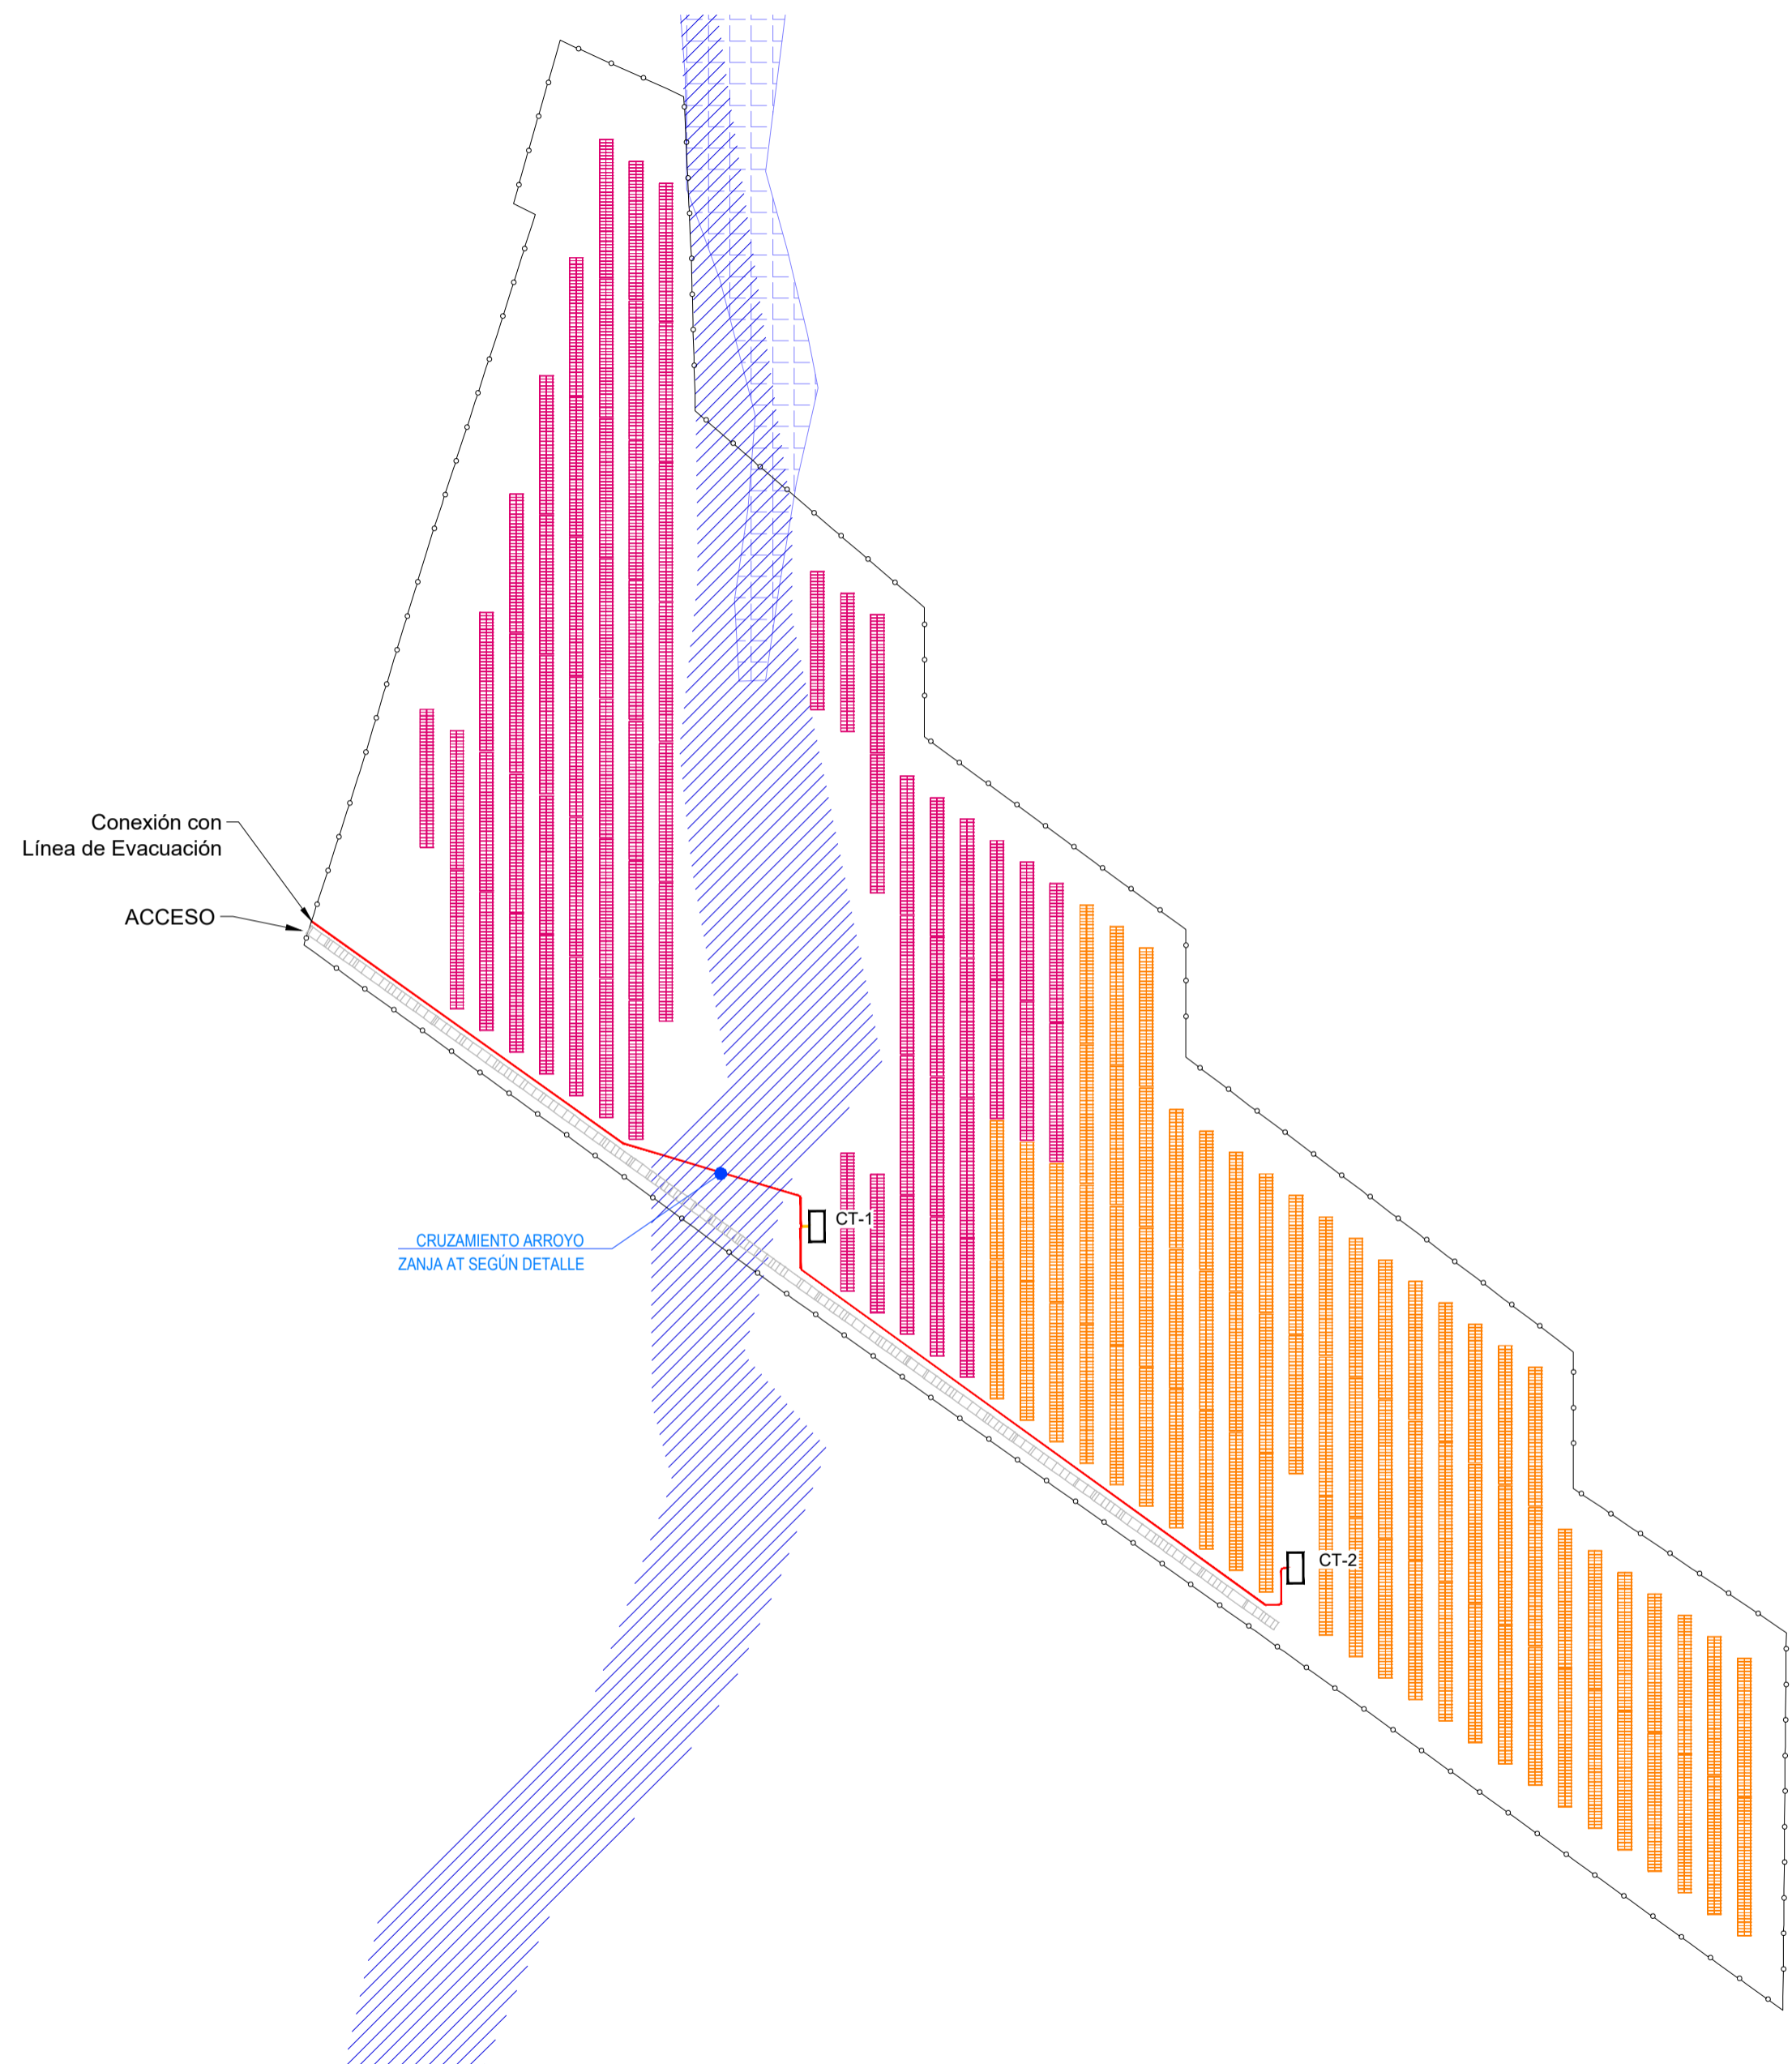 Conexión con
Línea de Evacuación
ACCESO
CT-1
CRUZAMIENTO ARROYO
ZANJA AT SEGÚN DETALLE
CT-2